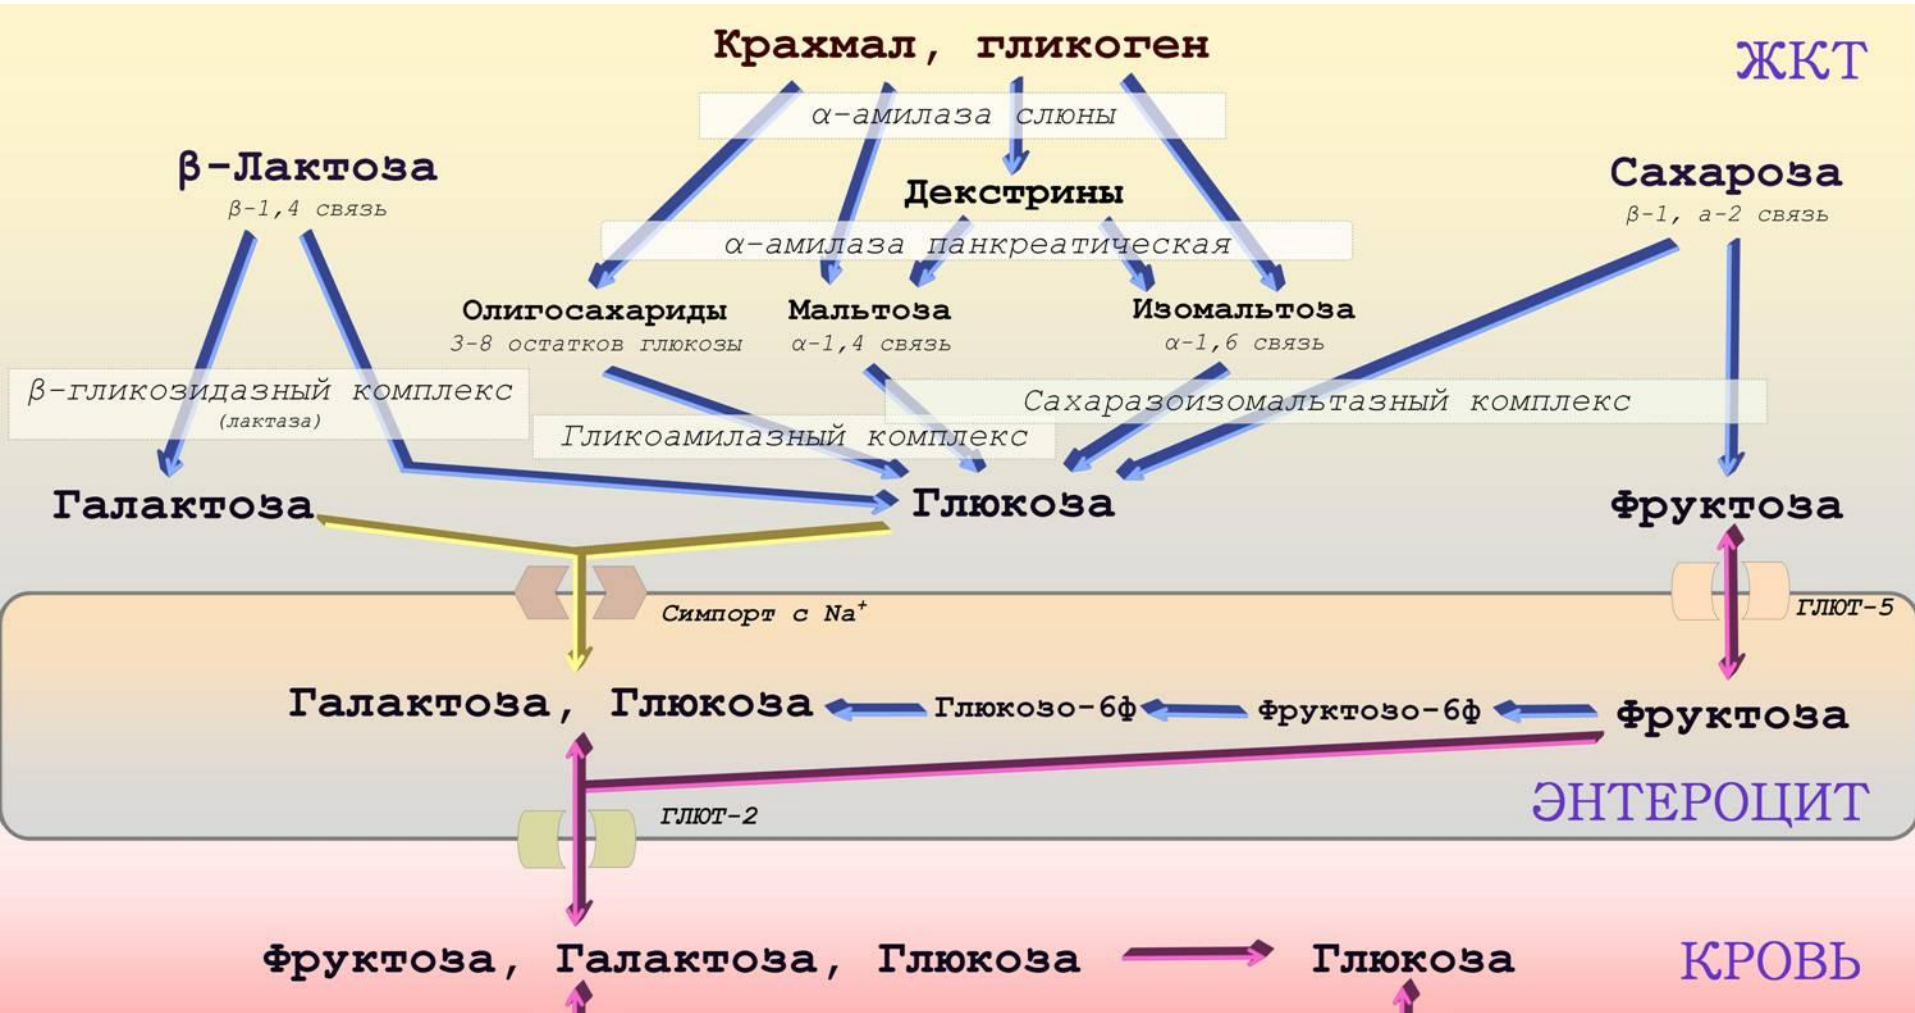 Крахмал, гликоген
ЖКТ
α-амилаза слюны
β-Лактоза
β-1,4 связь
Декстрины
Сахароза
β-1, а-2 связь
α-амилаза панкреатическая
Олигосахариды
3-8 остатков глюкозы
Мальтоза
α-1,4 связь
Изомальтоза
α-1,6 связь
β-гликозидазный комплекс
(лактаза)
Сахаразоизомальтазный комплекс
Гликоамилазный комплекс
Галактоза
Глюкоза
Фруктоза
Симпорт с Na⁺
ГЛЮТ-5
Галактоза, Глюкоза
Глюкозо-6ф
Фруктозо-6ф
Фруктоза
ЭНТЕРОЦИТ
ГЛЮТ-2
Фруктоза, Галактоза, Глюкоза
Глюкоза
КРОВЬ